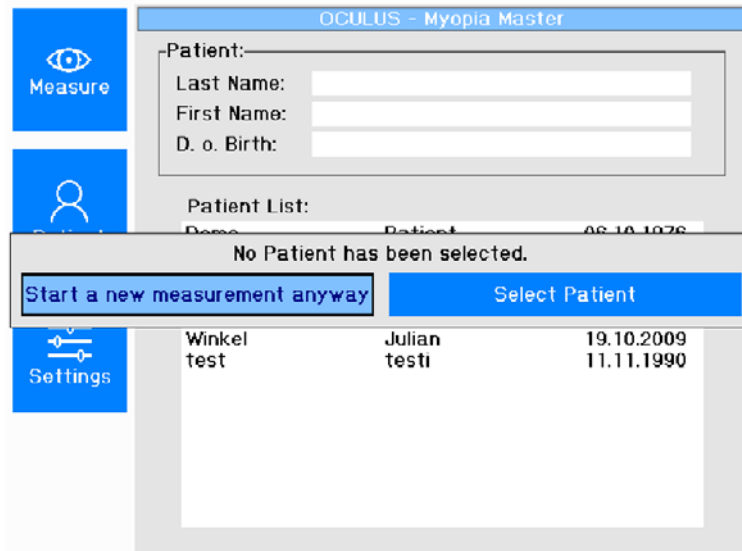 OCULUS - Myopia Master
Measure
Patient:
Last Name:
First Name:
D. o. Birth:
Patient List:
No Patient has been selected.
Start a new measurement anyway
Select Patient
Winkel Julian 19.10.2009
test testi 11.11.1990
Settings